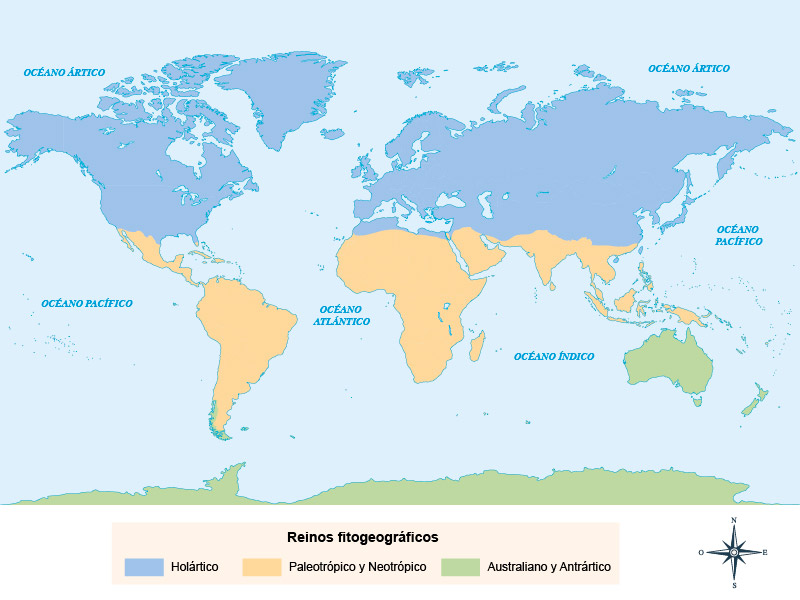 OCÉANO ÁRTICO
OCÉANO ÁRTICO
OCÉANO
PACÍFICO
OCÉANO PACÍFICO
OCÉANO
ATLÁNTICO
OCÉANO ÍNDICO
Reinos fitogeográficos
Holártico
Paleotrópico y Neotrópico
Australiano y Antrártico
N
O
E
S